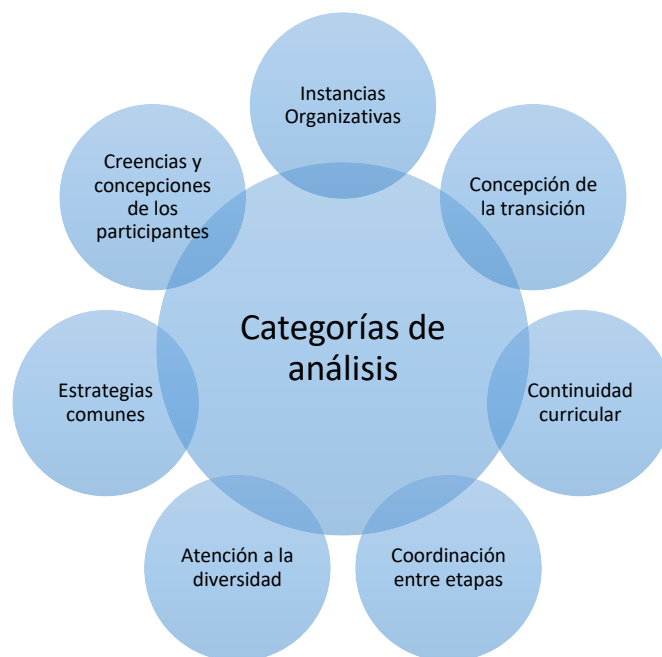 Instancias
Organizativas
Concepción de
la transición
Continuidad
curricular
Coordinación
entre etapas
Atención a la
diversidad
Estrategias
comunes
Creencias y
concepciones
de los
participantes
Categorías de
análisis